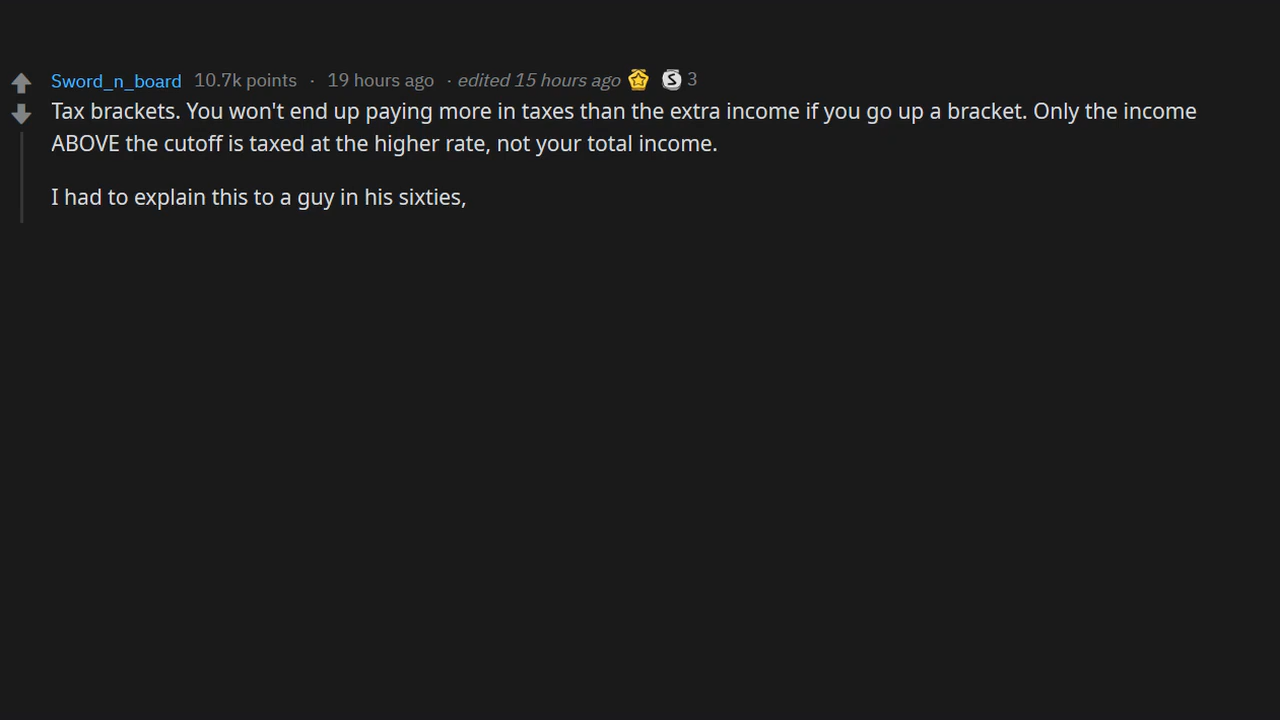 Sword_n_board 10.7k points · 19 hours ago · edited 15 hours ago S 3
Tax brackets. You won't end up paying more in taxes than the extra income if you go up a bracket. Only the income
ABOVE the cutoff is taxed at the higher rate, not your total income.
I had to explain this to a guy in his sixties,